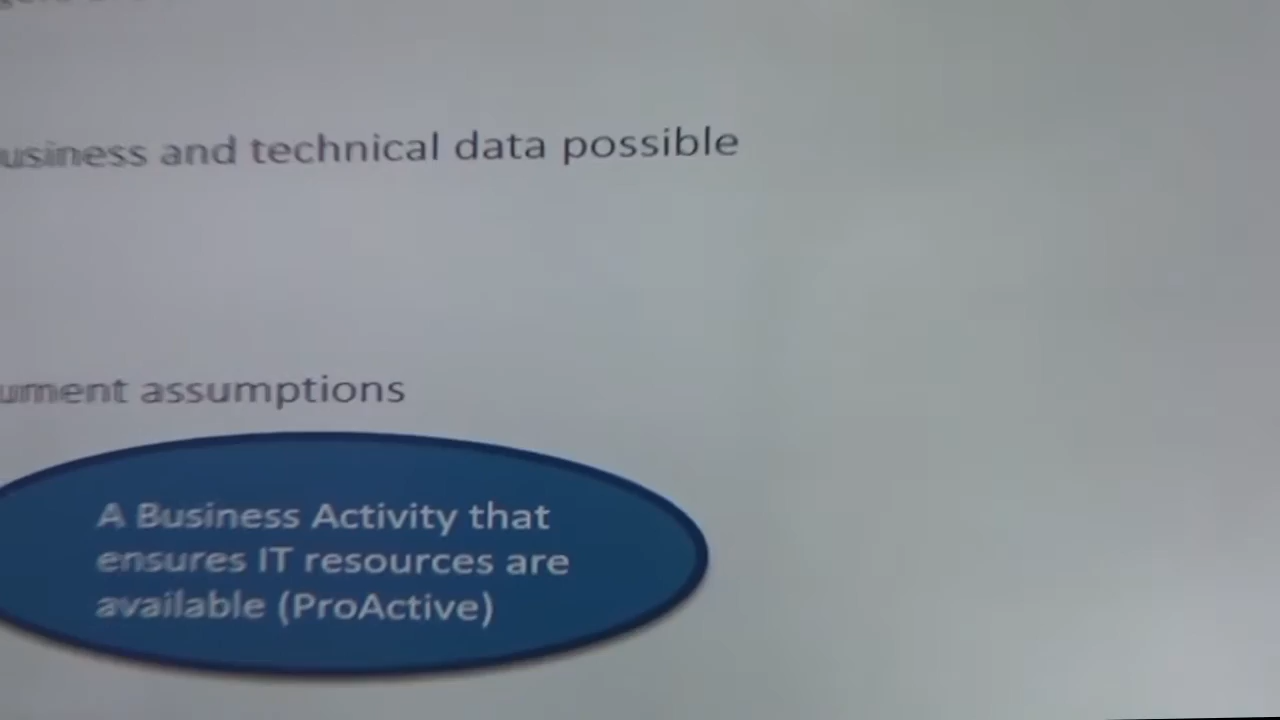 usiness and technical data possible
ument assumptions
A Business Activity that
ensures IT resources are
available (ProActive)